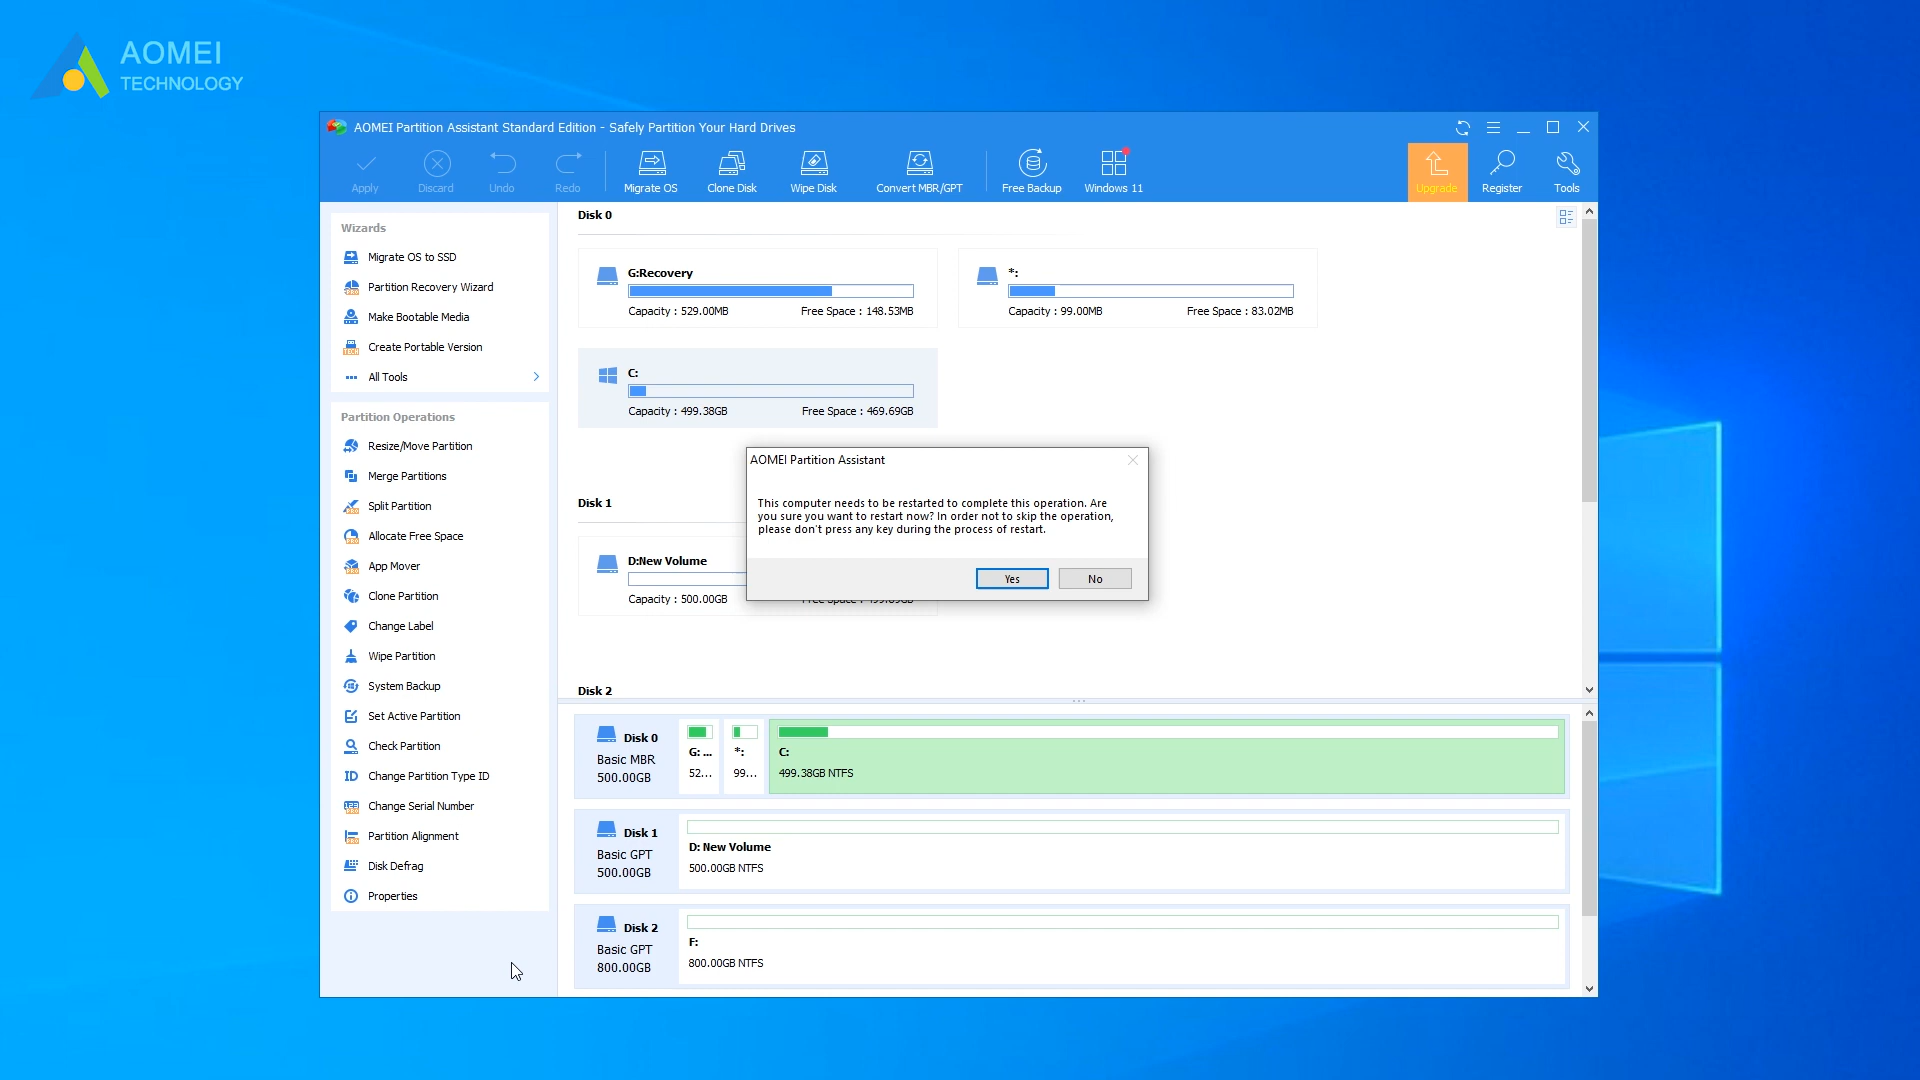 AOMEI
TECHNOLOGY
AOMEI Partition Assistant Standard Edition - Safely Partition Your Hard Drives
Apply
Discard
Undo
Redo
Migrate OS
Clone Disk
Wipe Disk
Convert MBR/GPT
Free Backup
Windows 11
Upgrade
Register
Tools
Wizards
Migrate OS to SSD
Partition Recovery Wizard
Make Bootable Media
Create Portable Version
All Tools
Partition Operations
Resize/Move Partition
Merge Partitions
Split Partition
Allocate Free Space
App Mover
Clone Partition
Change Label
Wipe Partition
System Backup
Set Active Partition
Check Partition
Change Partition Type ID
Change Serial Number
Partition Alignment
Disk Defrag
Properties
Disk 0
G:Recovery
Capacity : 529.00MB Free Space : 148.53MB
*:
Capacity : 99.00MB Free Space : 83.02MB
C:
Capacity : 499.38GB Free Space : 469.69GB
Disk 1
D:New Volume
Capacity : 500.00GB
AOMEI Partition Assistant
This computer needs to be restarted to complete this operation. Are
you sure you want to restart now? In order not to skip the operation,
please don't press any key during the process of restart.
Yes
No
Disk 2
Disk 0
Basic MBR
500.00GB
G: ...
52...
*:
99...
C:
499.38GB NTFS
Disk 1
Basic GPT
500.00GB
D: New Volume
500.00GB NTFS
Disk 2
Basic GPT
800.00GB
F:
800.00GB NTFS